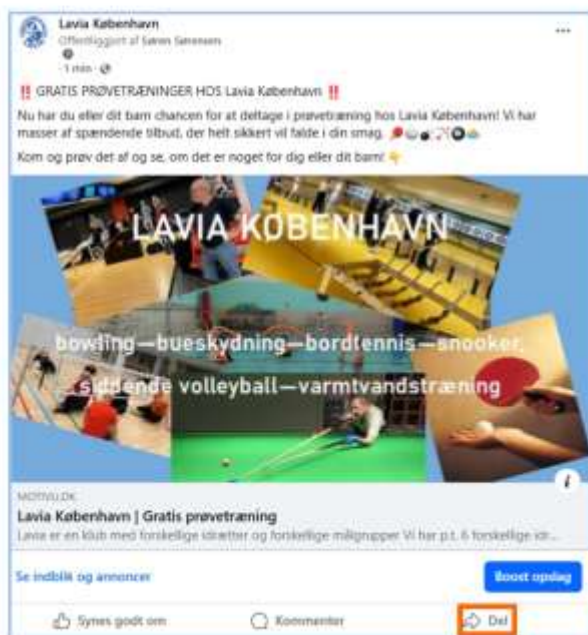 Lavia København
Offentliggjort af Søren Sørensen
1 min ·
‼️ GRATIS PRØVETRÆNINGER HOS Lavia København ‼️
Nu har du eller dit barn chancen for at deltage i prøvetræning hos Lavia København! Vi har
masser af spændende tilbud, der helt sikkert vil falde i din smag.
Kom og prøv det af og se, om det er noget for dig eller dit barn!
LAVIA KØBENHAVN
bowling—bueskydning—bordtennis—snooker,
siddende volleyball—varmtvandstræning
MOTIVU.DK
Lavia København | Gratis prøvetræning
Lavia er en klub med forskellige idrætter og forskellige målgrupper Vi har p.t. 6 forskellige idr...
Se indblik og annoncer
Boost opslag
Synes godt om
Kommenter
Del